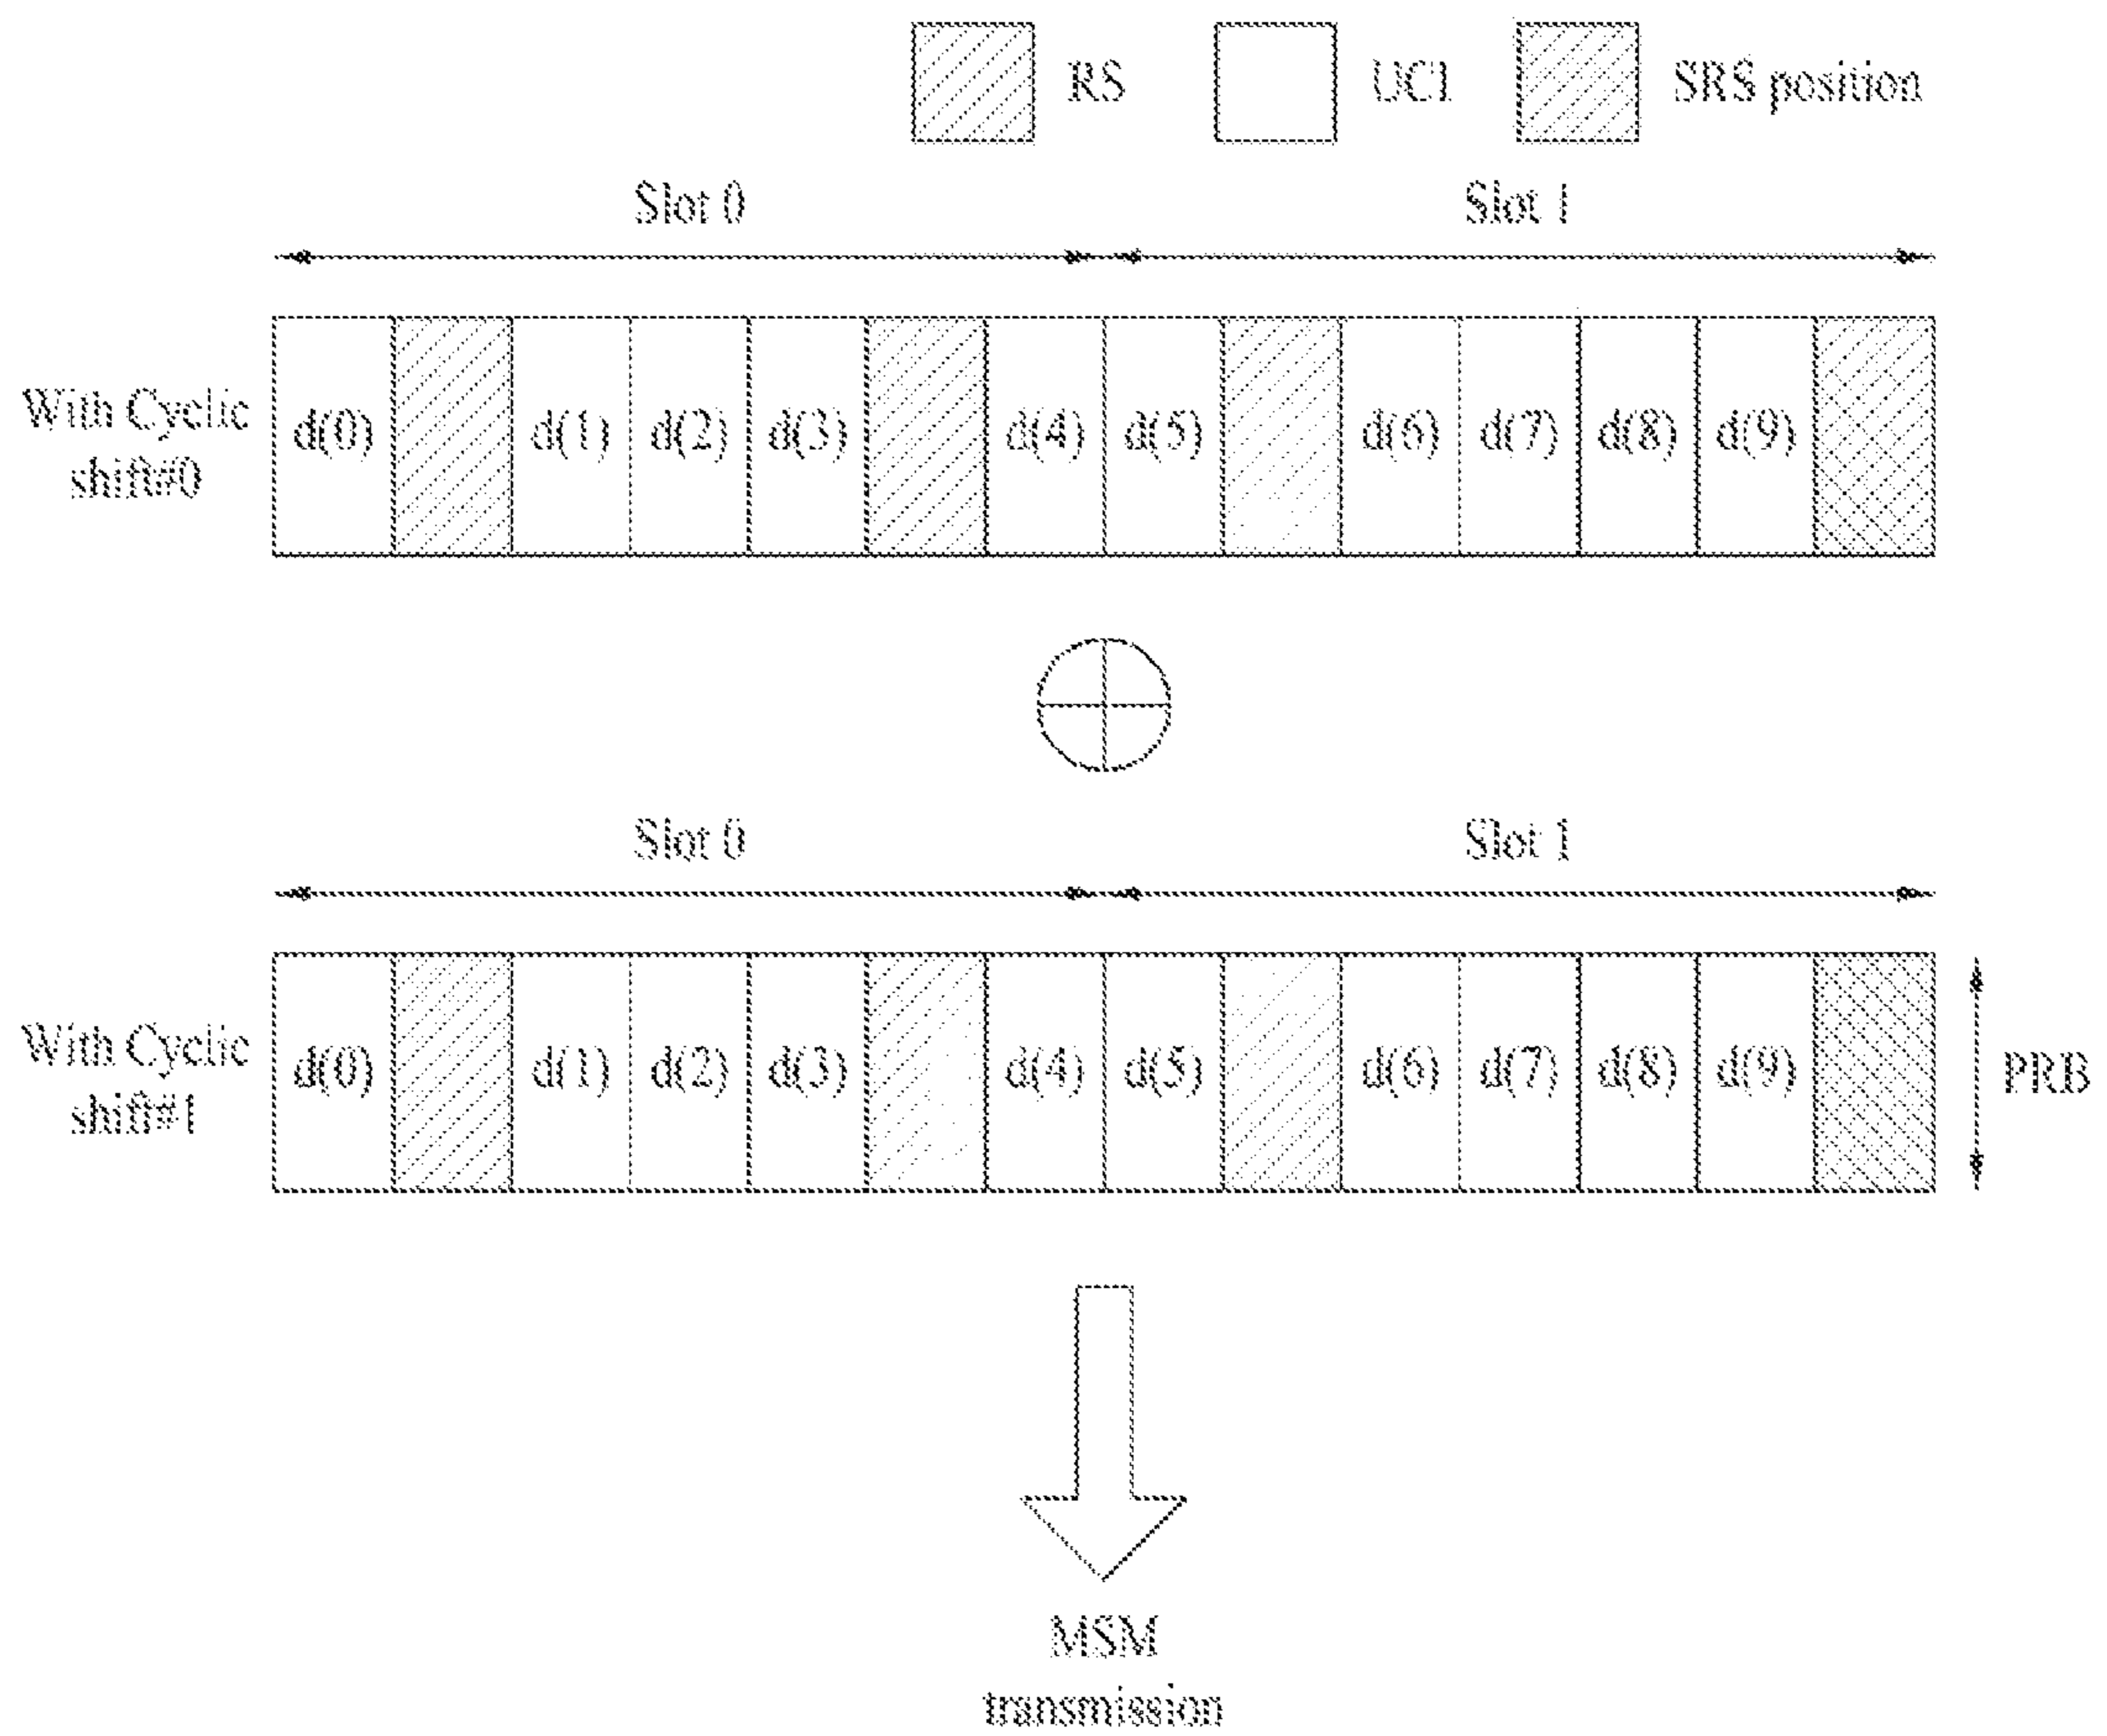 RS UCI SRS position
Slot 0 Slot 1
With Cyclic
shift#0
d(0) d(1) d(2) d(3) d(4) d(5) d(6) d(7) d(8) d(9)
Slot 0 Slot 1
With Cyclic
shift#1
d(0) d(1) d(2) d(3) d(4) d(5) d(6) d(7) d(8) d(9)
PRB
MSM
transmission